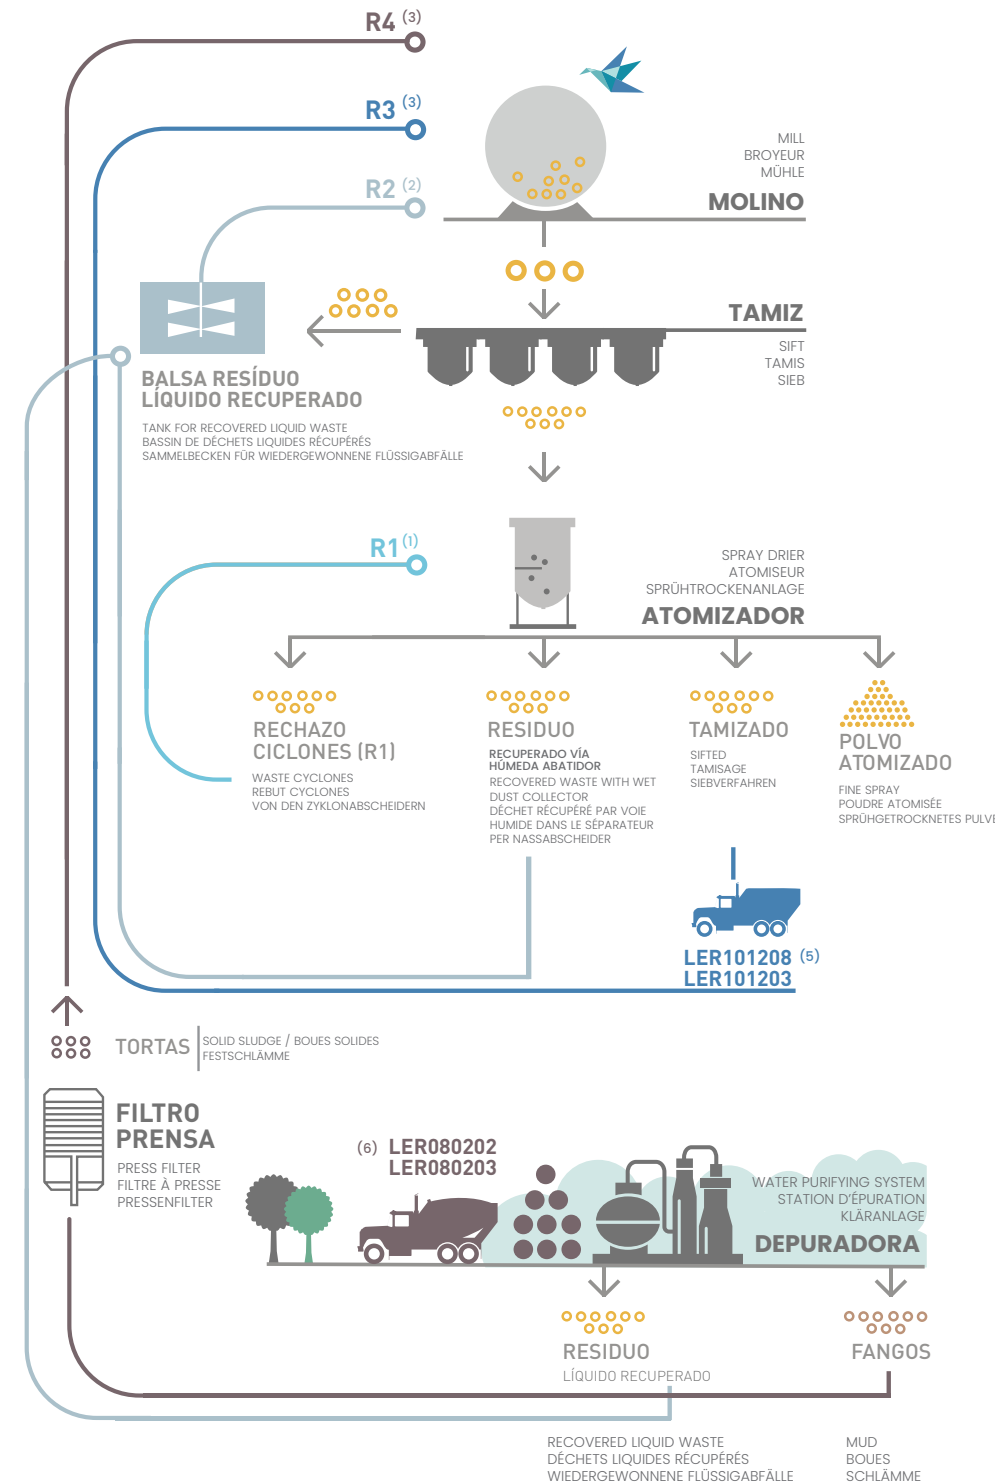 R4 (3)
R3 (3)
R2 (2)
MILL
BROYEUR
MÜHLE
MOLINO
TAMIZ
SIFT
TAMIS
SIEB
BALSA RESÍDUO
LÍQUIDO RECUPERADO
TANK FOR RECOVERED LIQUID WASTE
BASSIN DE DÉCHETS LIQUIDES RÉCUPÉRÉS
SAMMELBECKEN FÜR WIEDERGEWONNENE FLÜSSIGABFÄLLE
R1 (1)
SPRAY DRIER
ATOMISEUR
SPRÜHTROCKENANLAGE
ATOMIZADOR
RECHAZO
CICLONES (R1)
WASTE CYCLONES
REBUT CYCLONES
VON DEN ZYKLONABSCHEIDERN
RESIDUO
RECUPERADO VÍA
HÚMEDA ABATIDOR
RECOVERED WASTE WITH WET
DUST COLLECTOR
DÉCHET RÉCUPÉRÉ PAR VOIE
HUMIDE DANS LE SÉPARATEUR
PER NASSABSCHEIDER
TAMIZADO
SIFTED
TAMISAGE
SIEBVERFAHREN
POLVO
ATOMIZADO
FINE SPRAY
POUDRE ATOMISÉE
SPRÜHGETROCKNETES PULVE
LER101208 (5)
LER101203
TORTAS
SOLID SLUDGE / BOUES SOLIDES
FESTSCHLÄMME
FILTRO
PRENSA
PRESS FILTER
FILTRE À PRESSE
PRESSENFILTER
(6) LER080202
LER080203
WATER PURIFYING SYSTEM
STATION D'ÉPURATION
KLÄRANLAGE
DEPURADORA
RESIDUO
LÍQUIDO RECUPERADO
FANGOS
RECOVERED LIQUID WASTE
DÉCHETS LIQUIDES RÉCUPÉRÉS
WIEDERGEWONNENE FLÜSSIGABFÄLLE
MUD
BOUES
SCHLÄMME